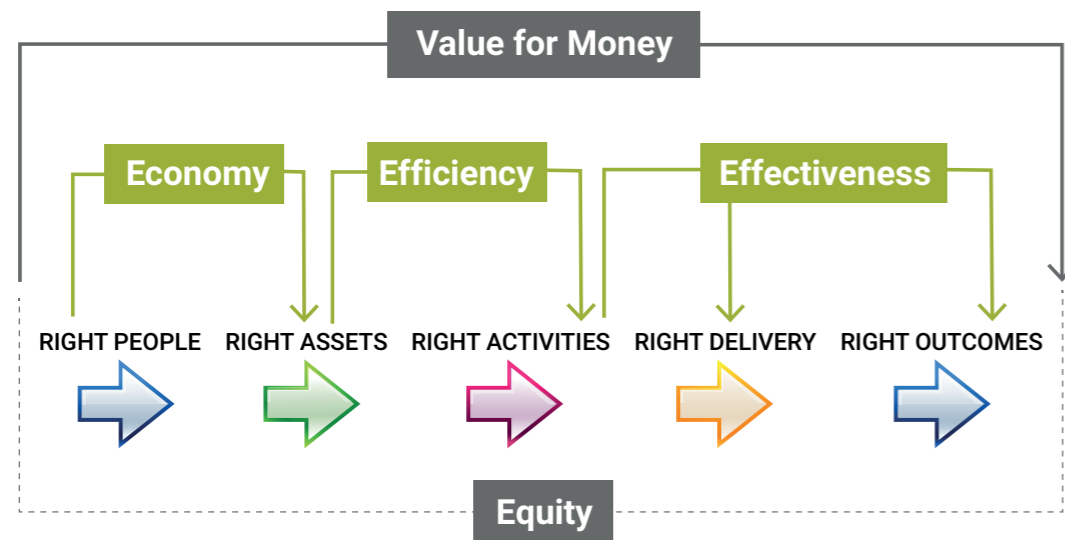 Value for Money
Economy
Efficiency
Effectiveness
RIGHT PEOPLE
RIGHT ASSETS
RIGHT ACTIVITIES
RIGHT DELIVERY
RIGHT OUTCOMES
Equity